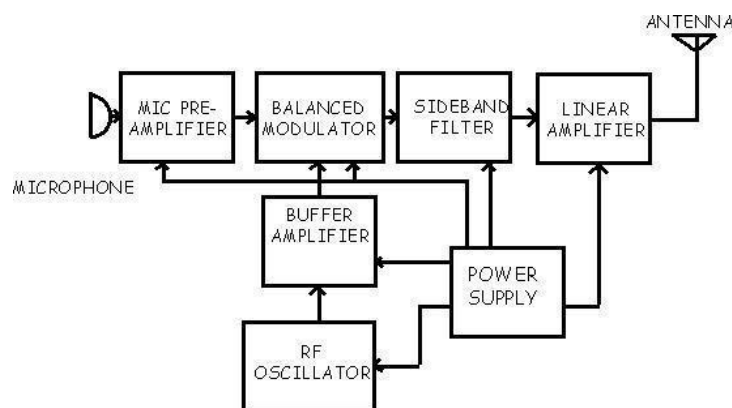 ANTENNA
MIC PRE-
AMPLIFIER
BALANCED
MODULATOR
SIDEBAND
FILTER
LINEAR
AMPLIFIER
MICROPHONE
BUFFER
AMPLIFIER
POWER
SUPPLY
RF
OSCILLATOR